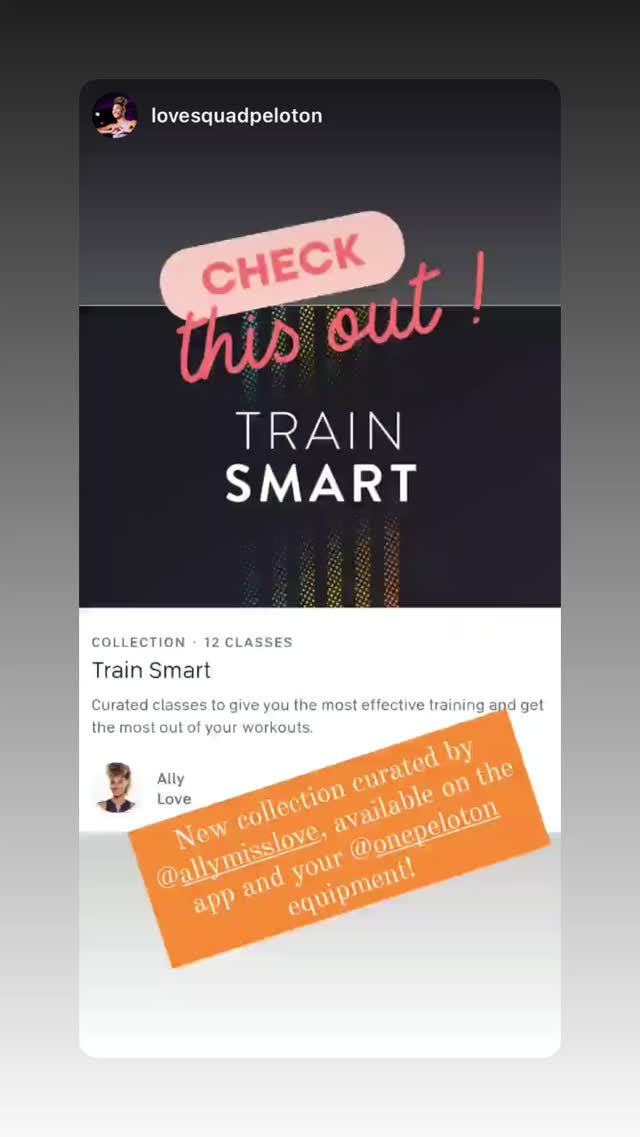 lovesquadpeloton
CHECK
this out !
TRAIN
SMART
COLLECTION · 12 CLASSES
Train Smart
Curated classes to give you the most effective training and get
the most out of your workouts.
Ally
Love
New collection curated by
@allymisslove, available on the
app and your @onepeloton
equipment!